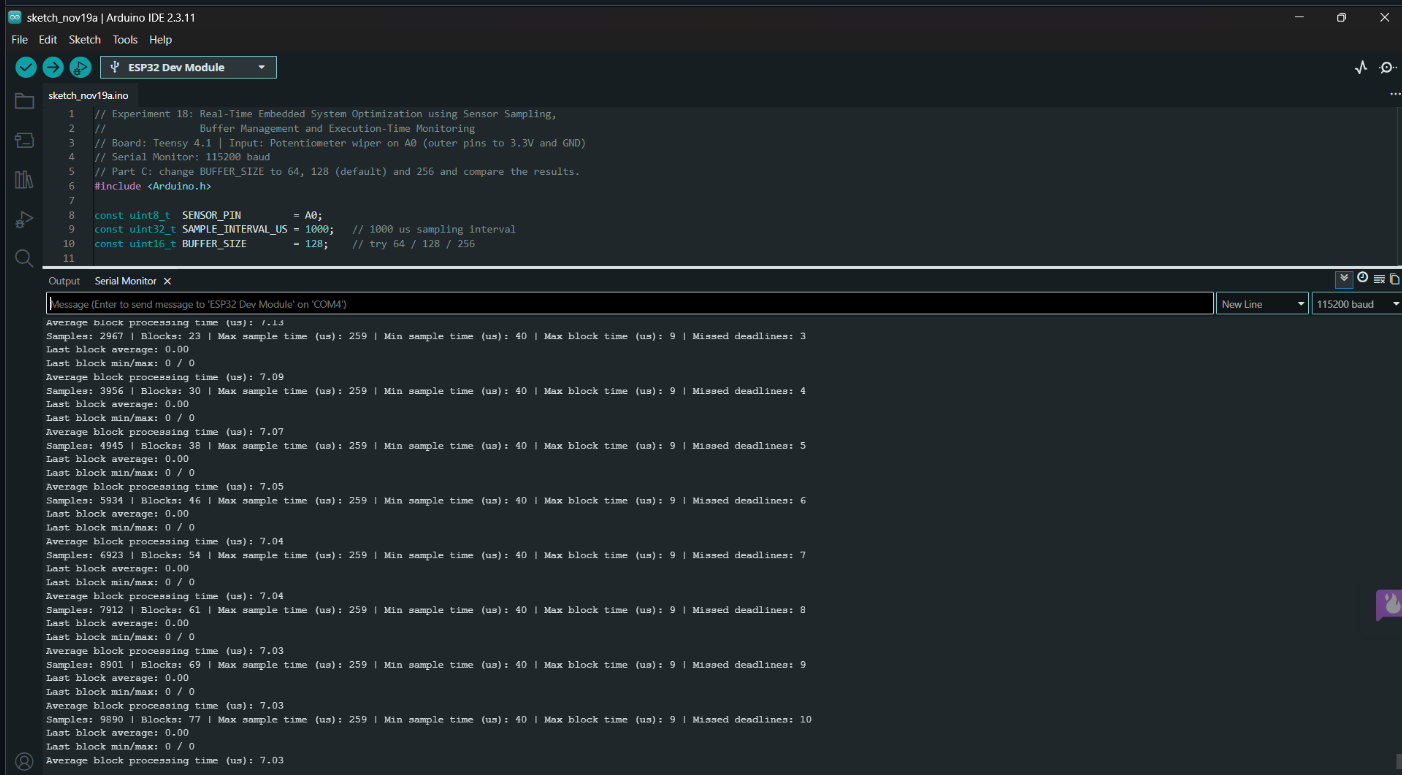 sketch_nov19a | Arduino IDE 2.3.11
File Edit Sketch Tools Help
ESP32 Dev Module
sketch_nov19a.ino
1 // Experiment 18: Real-Time Embedded System Optimization using Sensor Sampling,
2 // Buffer Management and Execution-Time Monitoring
3 // Board: Teensy 4.1 | Input: Potentiometer wiper on A0 (outer pins to 3.3V and GND)
4 // Serial Monitor: 115200 baud
5 // Part C: change BUFFER_SIZE to 64, 128 (default) and 256 and compare the results.
6 #include <Arduino.h>
7
8 const uint8_t SENSOR_PIN = A0;
9 const uint32_t SAMPLE_INTERVAL_US = 1000; // 1000 us sampling interval
10 const uint16_t BUFFER_SIZE = 128; // try 64 / 128 / 256
11
Output Serial Monitor
Message (Enter to send message to 'ESP32 Dev Module' on 'COM4') New Line 115200 baud
Average block processing time (us): 7.13
Samples: 2967 | Blocks: 23 | Max sample time (us): 259 | Min sample time (us): 40 | Max block time (us): 9 | Missed deadlines: 3
Last block average: 0.00
Last block min/max: 0 / 0
Average block processing time (us): 7.09
Samples: 3956 | Blocks: 30 | Max sample time (us): 259 | Min sample time (us): 40 | Max block time (us): 9 | Missed deadlines: 4
Last block average: 0.00
Last block min/max: 0 / 0
Average block processing time (us): 7.07
Samples: 4945 | Blocks: 38 | Max sample time (us): 259 | Min sample time (us): 40 | Max block time (us): 9 | Missed deadlines: 5
Last block average: 0.00
Last block min/max: 0 / 0
Average block processing time (us): 7.05
Samples: 5934 | Blocks: 46 | Max sample time (us): 259 | Min sample time (us): 40 | Max block time (us): 9 | Missed deadlines: 6
Last block average: 0.00
Last block min/max: 0 / 0
Average block processing time (us): 7.04
Samples: 6923 | Blocks: 54 | Max sample time (us): 259 | Min sample time (us): 40 | Max block time (us): 9 | Missed deadlines: 7
Last block average: 0.00
Last block min/max: 0 / 0
Average block processing time (us): 7.04
Samples: 7912 | Blocks: 61 | Max sample time (us): 259 | Min sample time (us): 40 | Max block time (us): 9 | Missed deadlines: 8
Last block average: 0.00
Last block min/max: 0 / 0
Average block processing time (us): 7.03
Samples: 8901 | Blocks: 69 | Max sample time (us): 259 | Min sample time (us): 40 | Max block time (us): 9 | Missed deadlines: 9
Last block average: 0.00
Last block min/max: 0 / 0
Average block processing time (us): 7.03
Samples: 9890 | Blocks: 77 | Max sample time (us): 259 | Min sample time (us): 40 | Max block time (us): 9 | Missed deadlines: 10
Last block average: 0.00
Last block min/max: 0 / 0
Average block processing time (us): 7.03